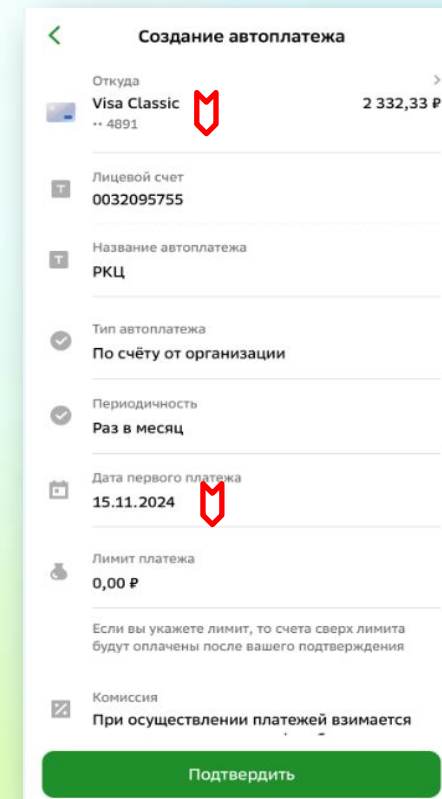 Создание автоплатежа
Откуда
Visa Classic 2 332,33 ₽
•• 4891
Лицевой счет
0032095755
Название автоплатежа
РКЦ
Тип автоплатежа
По счёту от организации
Периодичность
Раз в месяц
Дата первого платежа
15.11.2024
Лимит платежа
0,00 ₽
Если вы укажете лимит, то счета сверх лимита
будут оплачены после вашего подтверждения
Комиссия
При осуществлении платежей взимается
Подтвердить